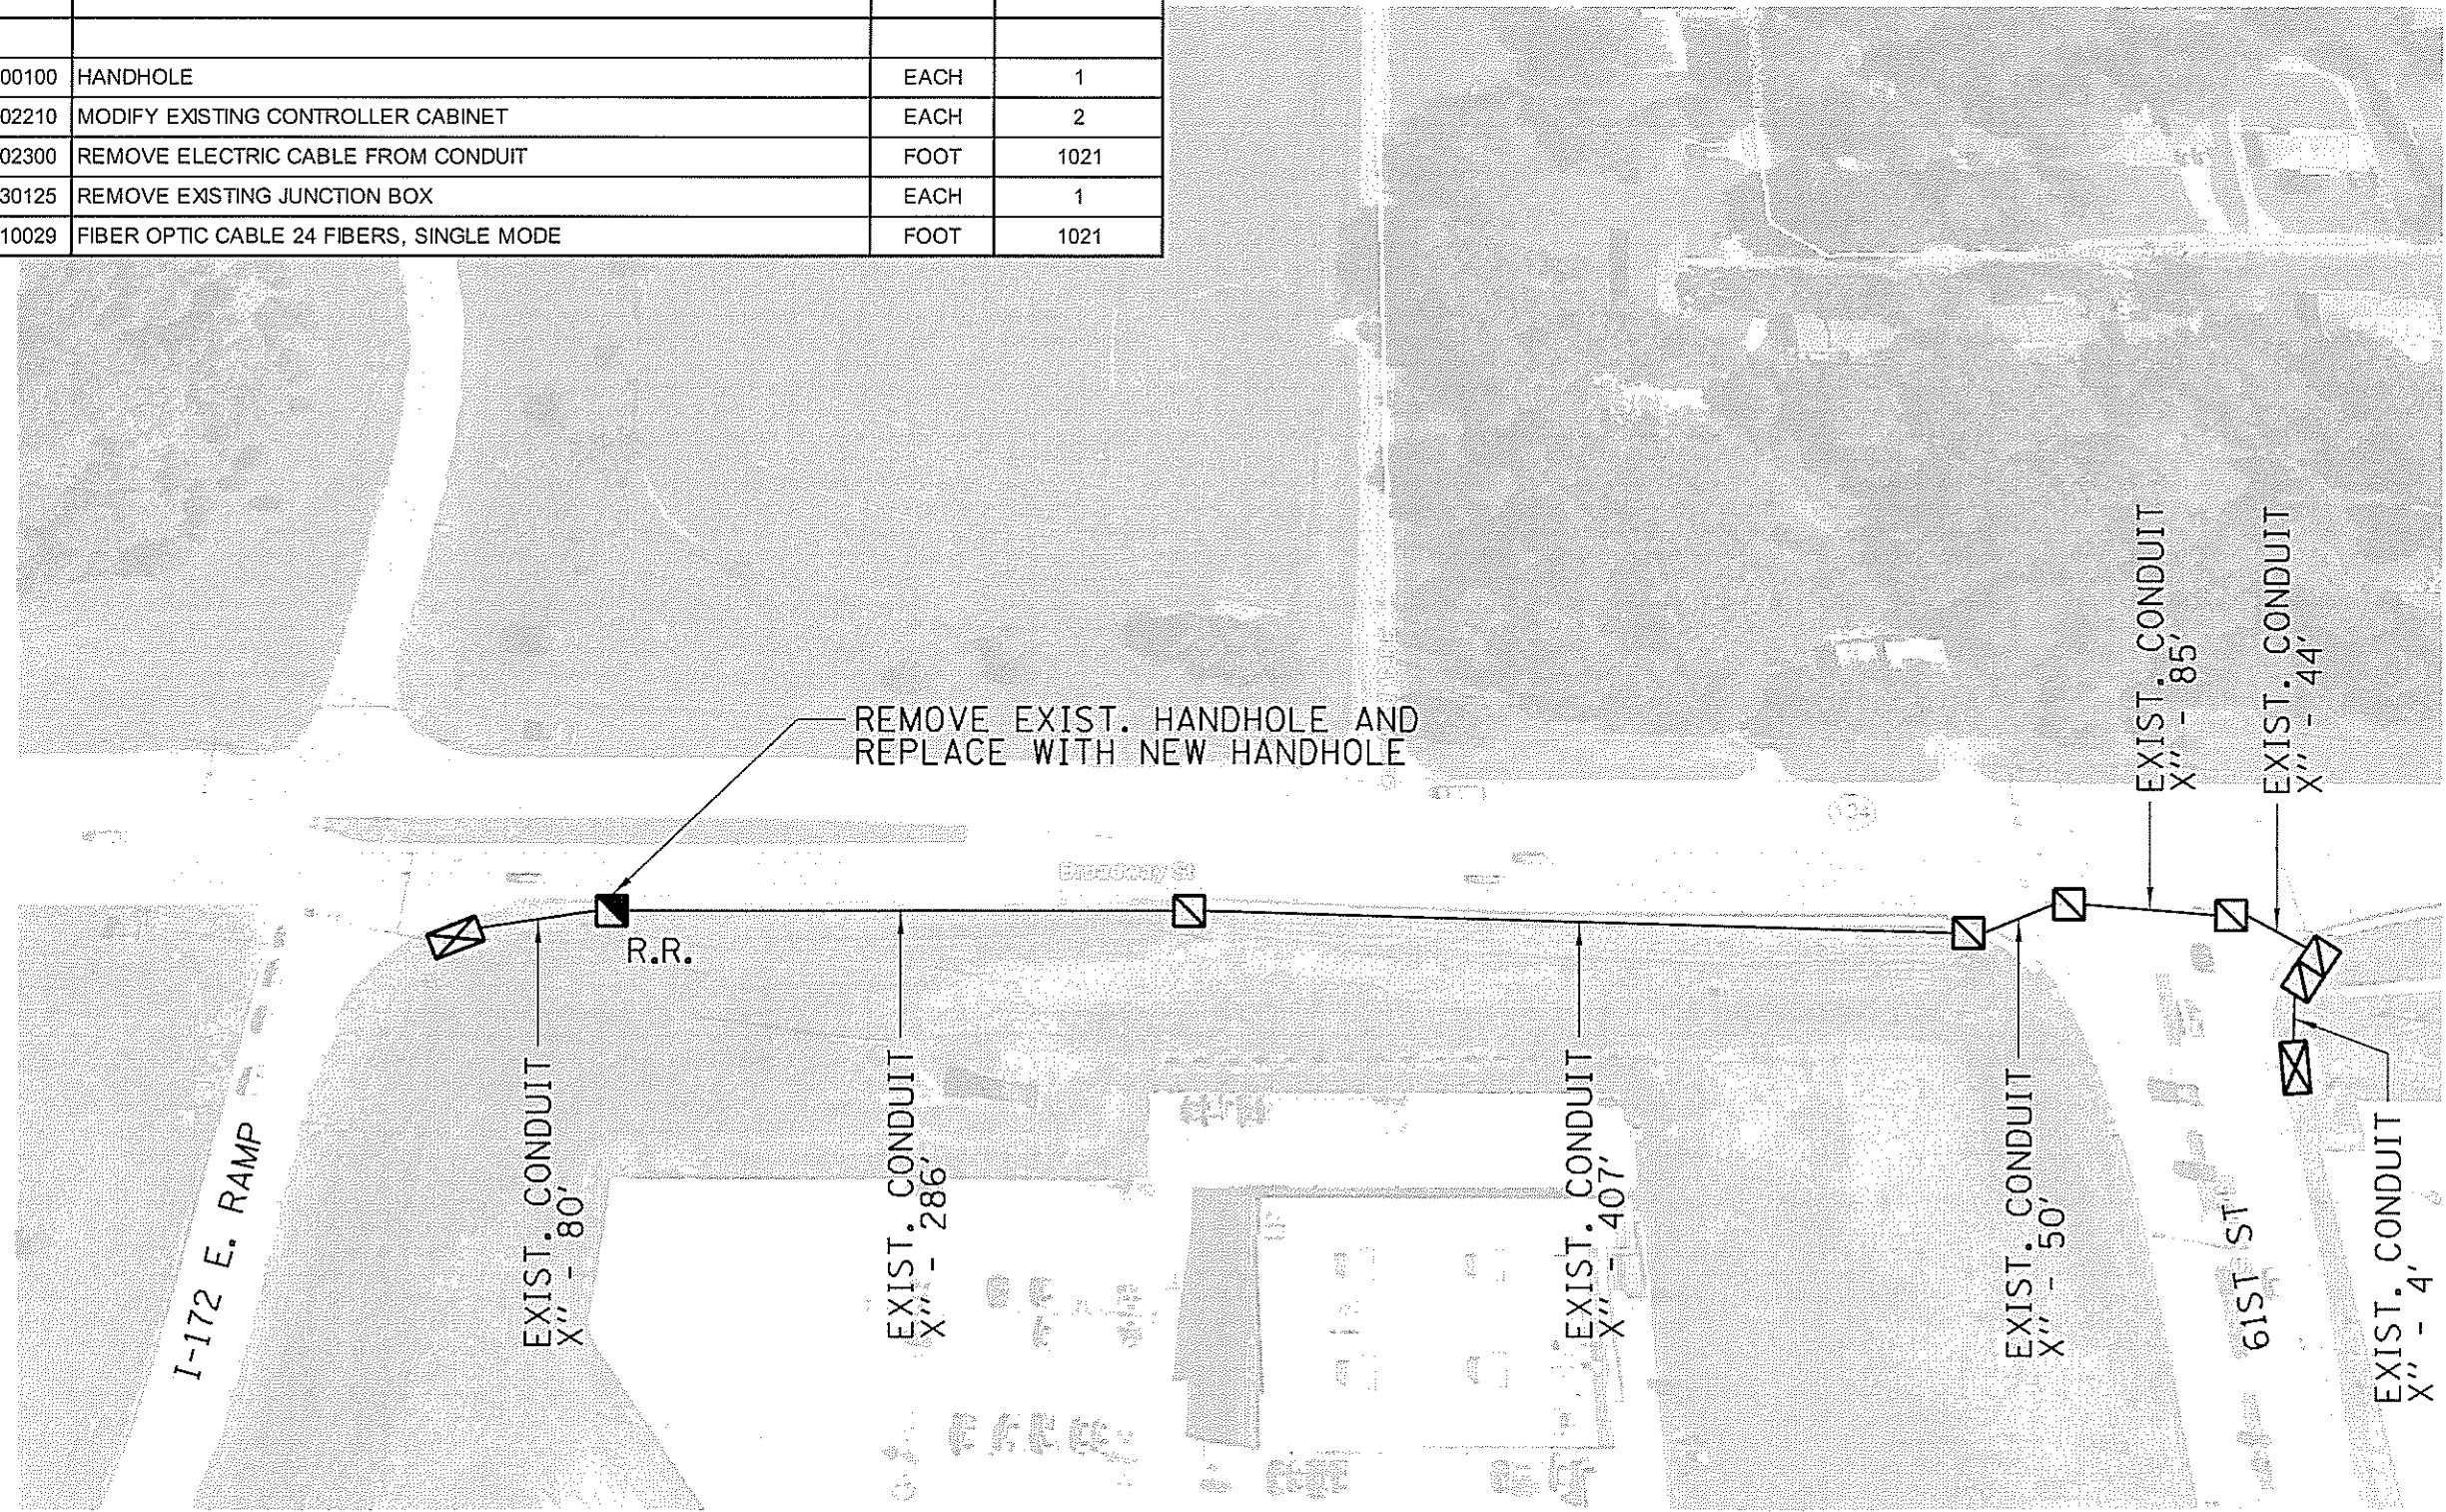 00100 HANDHOLE EACH 1
02210 MODIFY EXISTING CONTROLLER CABINET EACH 2
02300 REMOVE ELECTRIC CABLE FROM CONDUIT FOOT 1021
30125 REMOVE EXISTING JUNCTION BOX EACH 1
10029 FIBER OPTIC CABLE 24 FIBERS, SINGLE MODE FOOT 1021
EXIST. CONDUIT
X" - 85'
EXIST. CONDUIT
X" - 44'
REMOVE EXIST. HANDHOLE AND
REPLACE WITH NEW HANDHOLE
Broadway St
R.R.
I-172 E. RAMP
EXIST. CONDUIT
X" - 80'
EXIST. CONDUIT
X" - 286'
EXIST. CONDUIT
X" - 407'
EXIST. CONDUIT
X" - 50'
61ST ST
EXIST. CONDUIT
X" - 4'